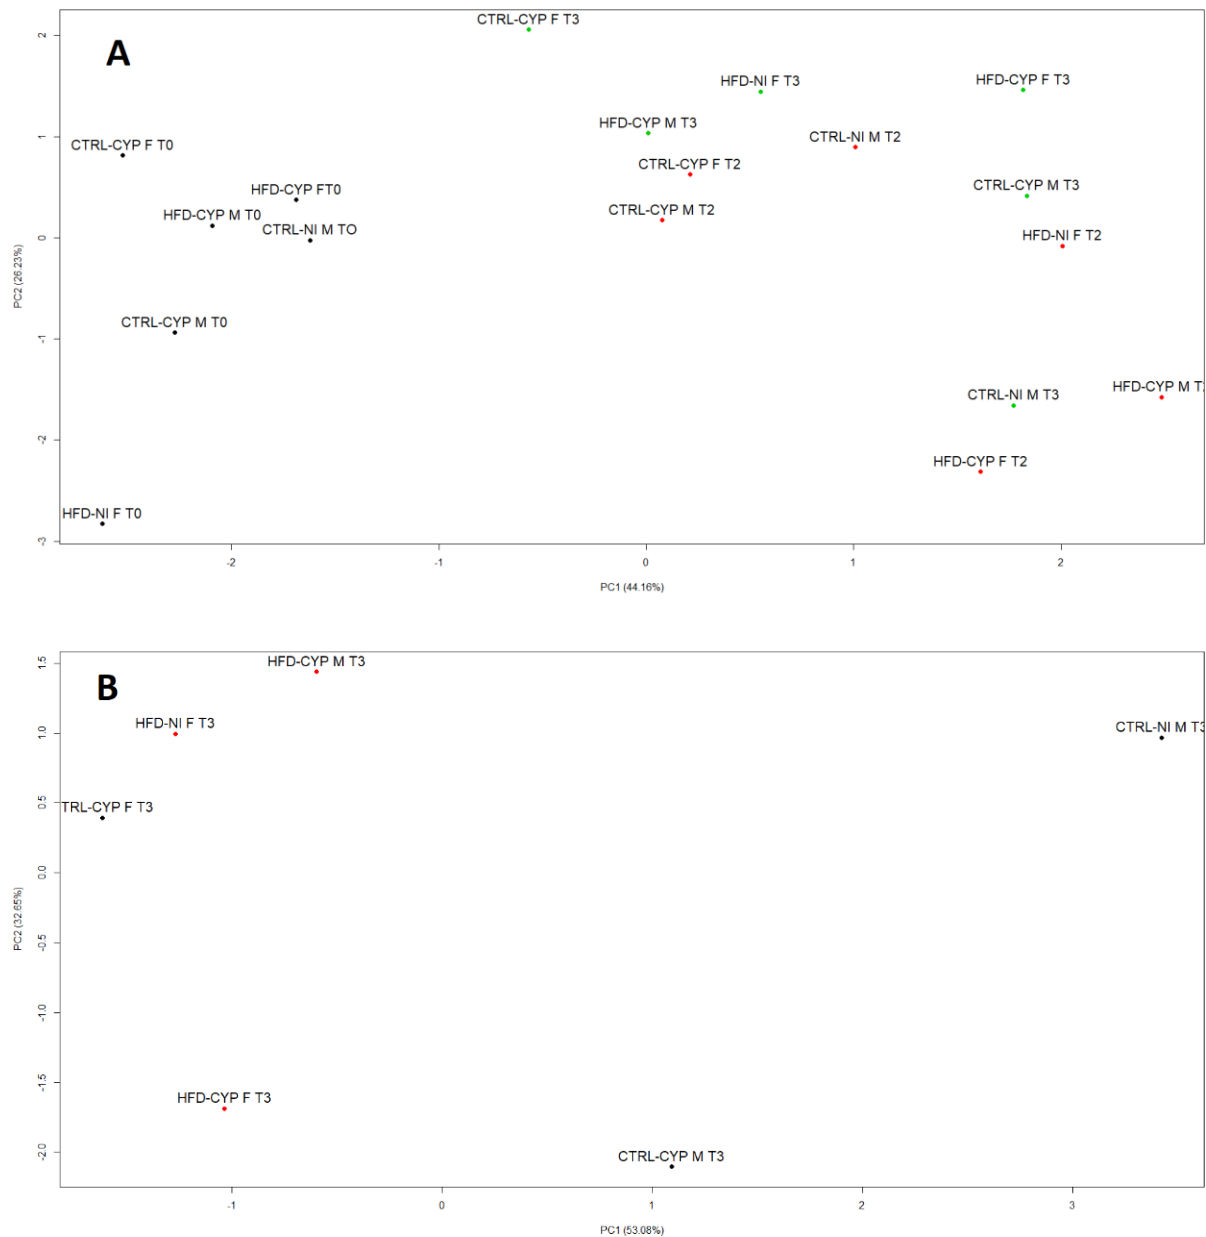 A
CTRL-CYP F T3
HFD-NI F T3
HFD-CYP F T3
HFD-CYP M T3
CTRL-NI M T2
CTRL-CYP F T0
CTRL-CYP F T2
HFD-CYP FT0
CTRL-CYP M T3
HFD-CYP M T0
CTRL-CYP M T2
CTRL-NI M TO
HFD-NI F T2
CTRL-CYP M T0
CTRL-NI M T3
HFD-CYP M T
HFD-CYP F T2
HFD-NI F T0
2
1
0
-1
-2
-3
PC2 (26.23%)
-2
-1
0
1
2
PC1 (44.16%)
B
HFD-CYP M T3
HFD-NI F T3
CTRL-NI M T3
TRL-CYP F T3
HFD-CYP F T3
CTRL-CYP M T3
1.5
1.0
0.5
0.0
-0.5
-1.0
-1.5
-2.0
PC2 (32.65%)
-1
0
1
2
3
PC1 (53.08%)